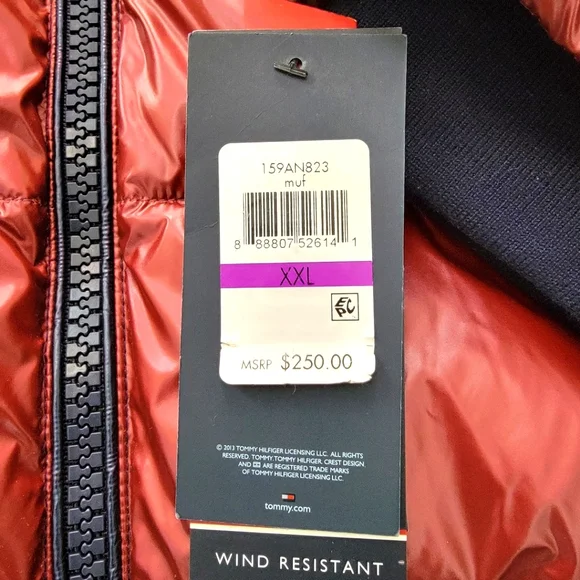 159AN823
muf
8 88807 52614 1
XXL
EPC
MSRP $250.00
© 2013 TOMMY HILFIGER LICENSING LLC. ALL RIGHTS
RESERVED. TOMMY, TOMMY HILFIGER, CREST DESIGN
AND ARE REGISTERED TRADE MARKS
OF TOMMY HILFIGER LICENSING LLC.
tommy.com
WIND RESISTANT